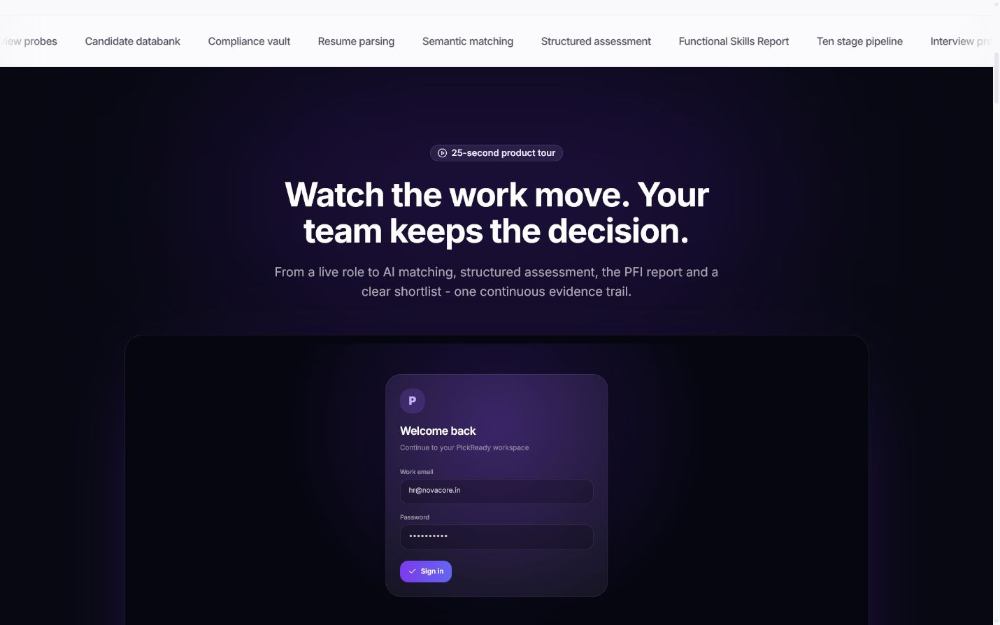 view probes Candidate databank Compliance vault Resume parsing Semantic matching Structured assessment Functional Skills Report Ten stage pipeline Interview pro
25-second product tour
Watch the work move. Your
team keeps the decision.
From a live role to AI matching, structured assessment, the PFI report and a
clear shortlist - one continuous evidence trail.
P
Welcome back
Continue to your PickReady workspace
Work email
hr@novacore.in
Password
••••••••••
Sign in